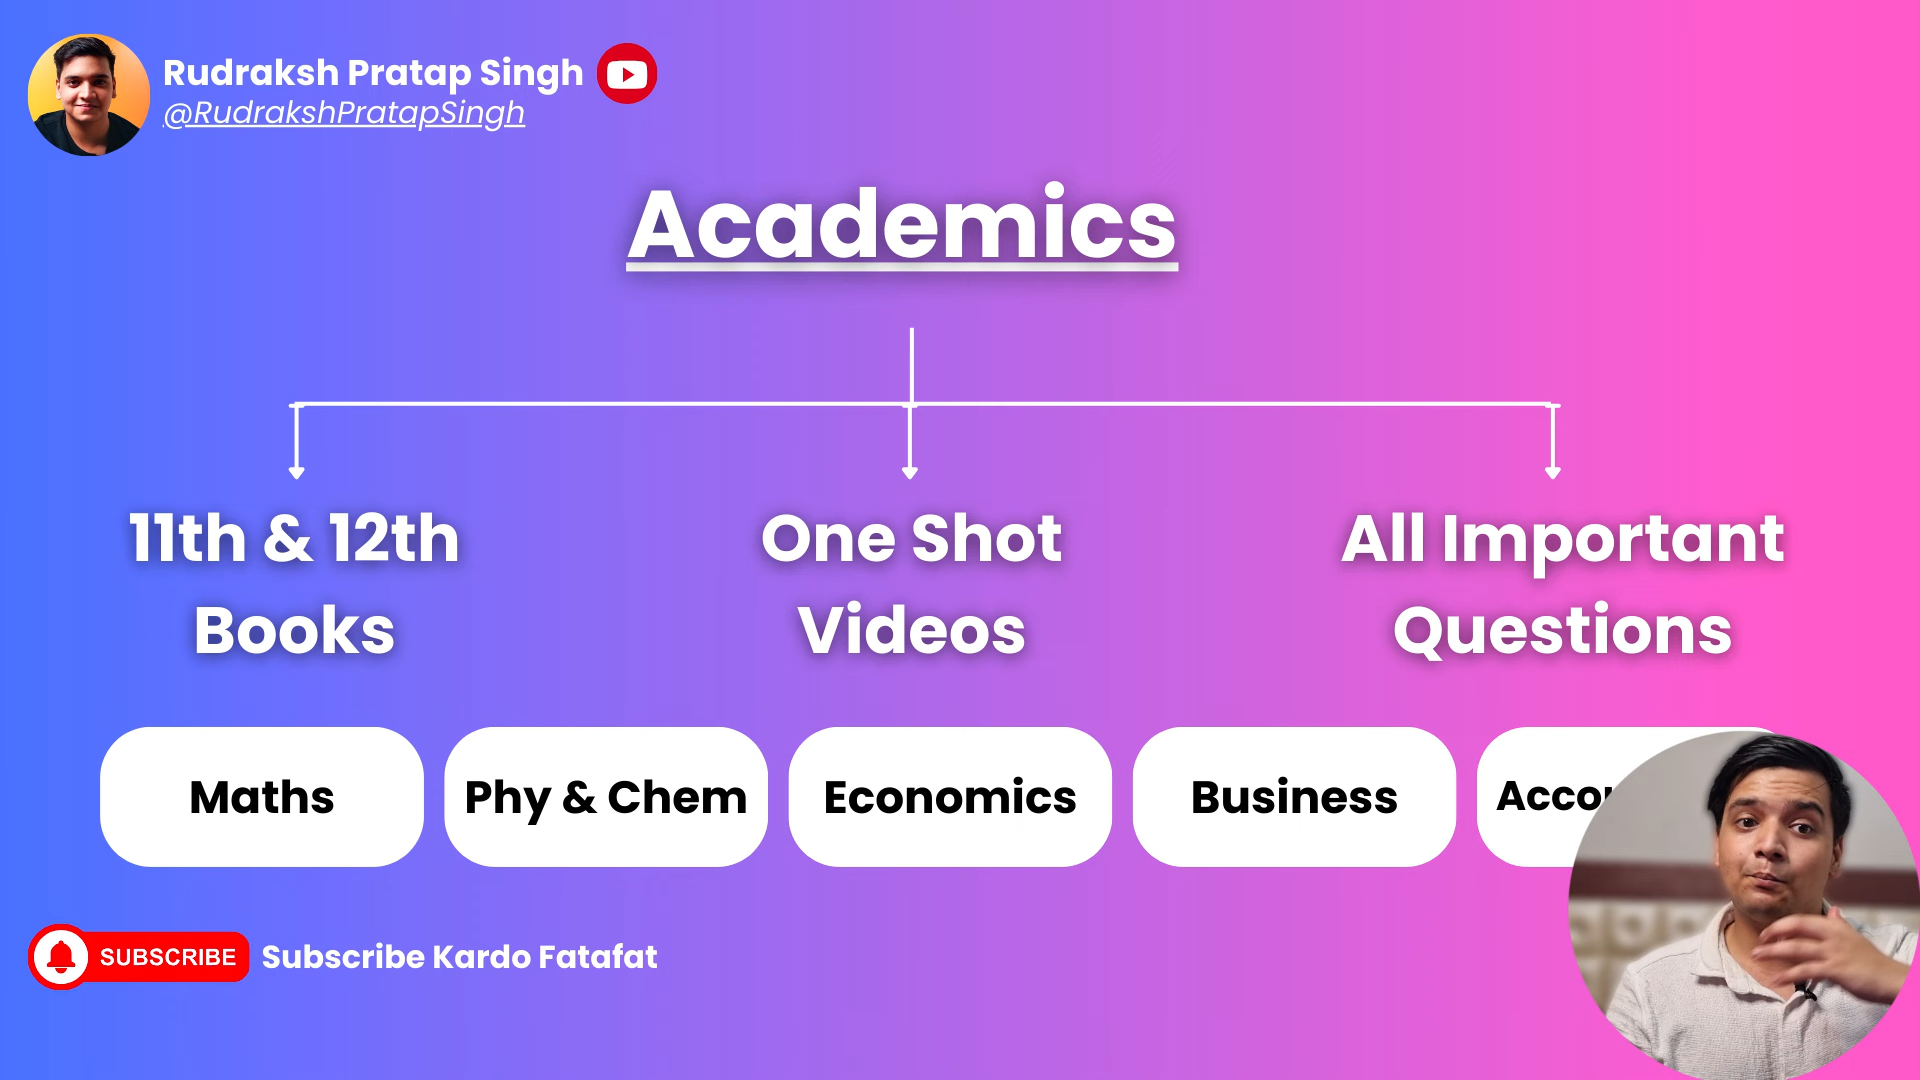 Rudraksh Pratap Singh
@RudrakshPratapSingh
Academics
11th & 12th
Books
One Shot
Videos
All Important
Questions
Maths
Phy & Chem
Economics
Business
SUBSCRIBE
Subscribe Kardo Fatafat